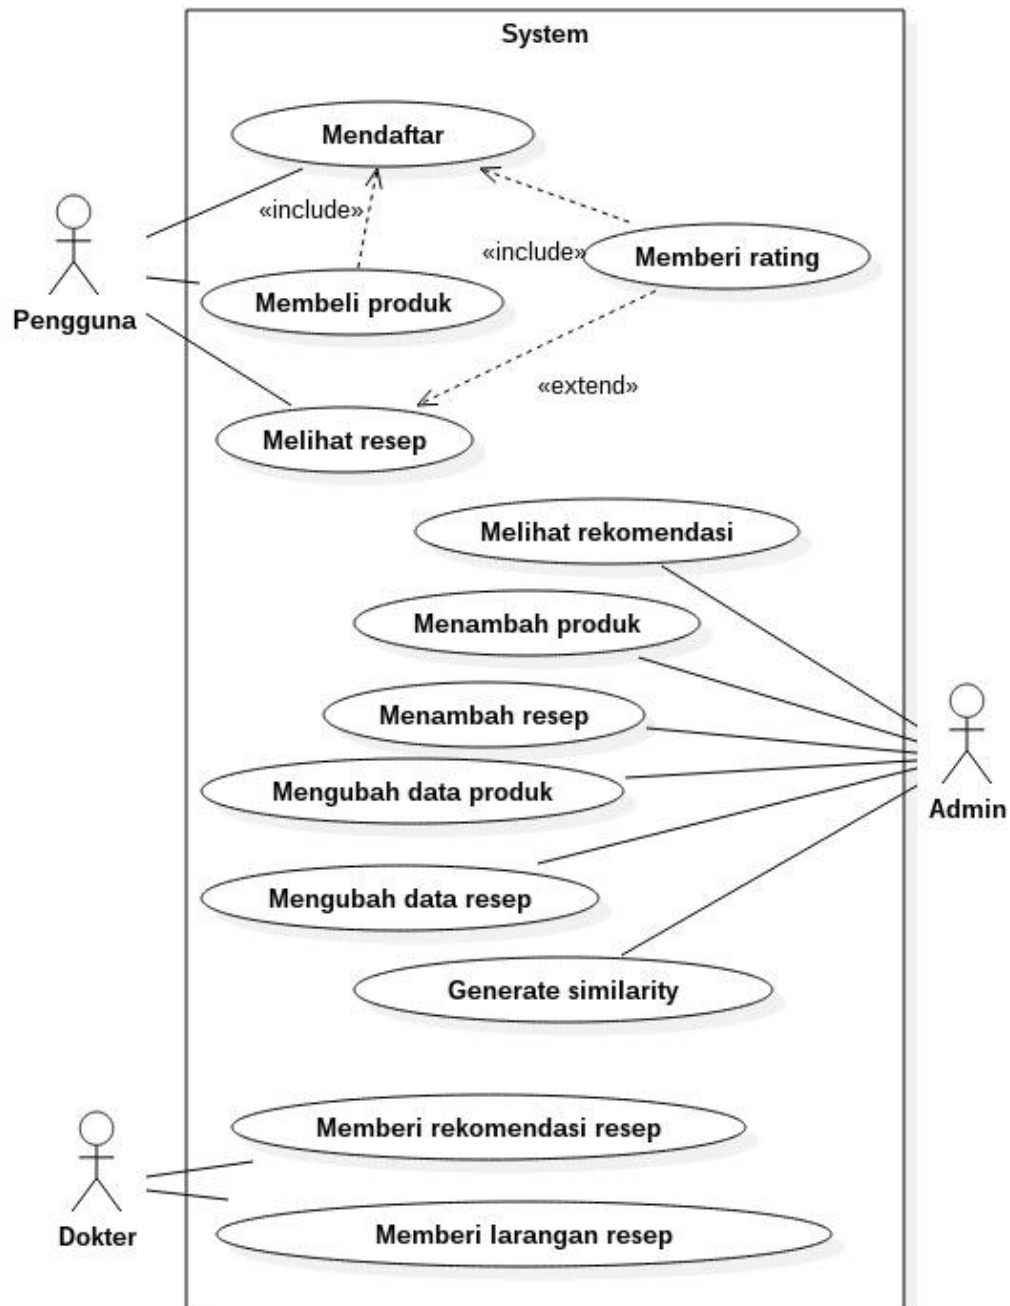 System
Mendaftar
«include»
«include»
Memberi rating
Membeli produk
Pengguna
«extend»
Melihat resep
Melihat rekomendasi
Menambah produk
Menambah resep
Mengubah data produk
Admin
Mengubah data resep
Generate similarity
Memberi rekomendasi resep
Dokter
Memberi larangan resep